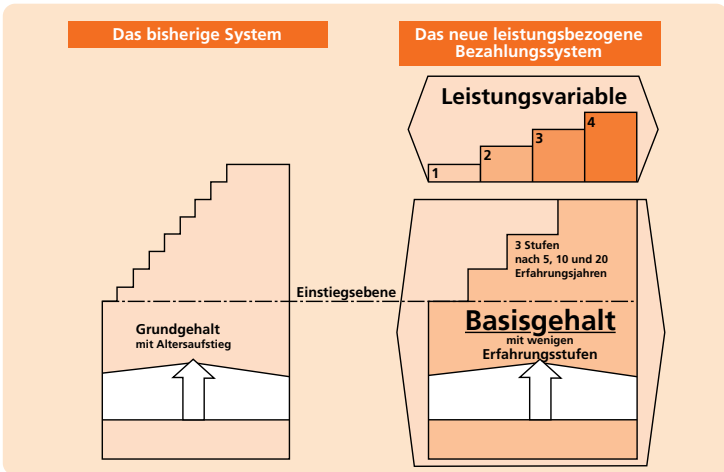 Das bisherige System
Das neue leistungsbezogene
Bezahlungssystem
Leistungsvariable
1
2
3
4
3 Stufen
nach 5, 10 und 20
Erfahrungsjahren
Einstiegsebene
Grundgehalt
mit Altersaufstieg
Basisgehalt
mit wenigen
Erfahrungsstufen